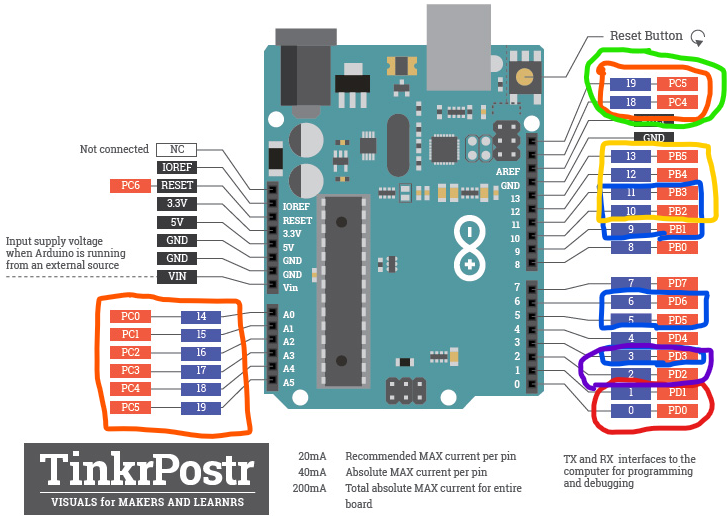 Reset Button
19 PC5
18 PC4
AREF
GND
GND
13 PB5
12 PB4
11 PB3
10 PB2
9 PB1
8 PB0
7 PD7
6 PD6
5 PD5
4 PD4
3 PD3
2 PD2
1 PD1
0 PD0
Not connected NC
IOREF
PC6 RESET
3.3V
5V
GND
GND
VIN
Input supply voltage
when Arduino is running
from an external source
IOREF
RESET
3.3V
5V
GND
GND
Vin
A0
A1
A2
A3
A4
A5
13
12
11
10
9
8
7
6
5
4
3
2
1
0
PC0 14
PC1 15
PC2 16
PC3 17
PC4 18
PC5 19
TinkrPostr
VISUALS for MAKERS AND LEARNRS
20mA Recommended MAX current per pin
40mA Absolute MAX current per pin
200mA Total absolute MAX current for entire
board
TX and RX interfaces to the
computer for programming
and debugging